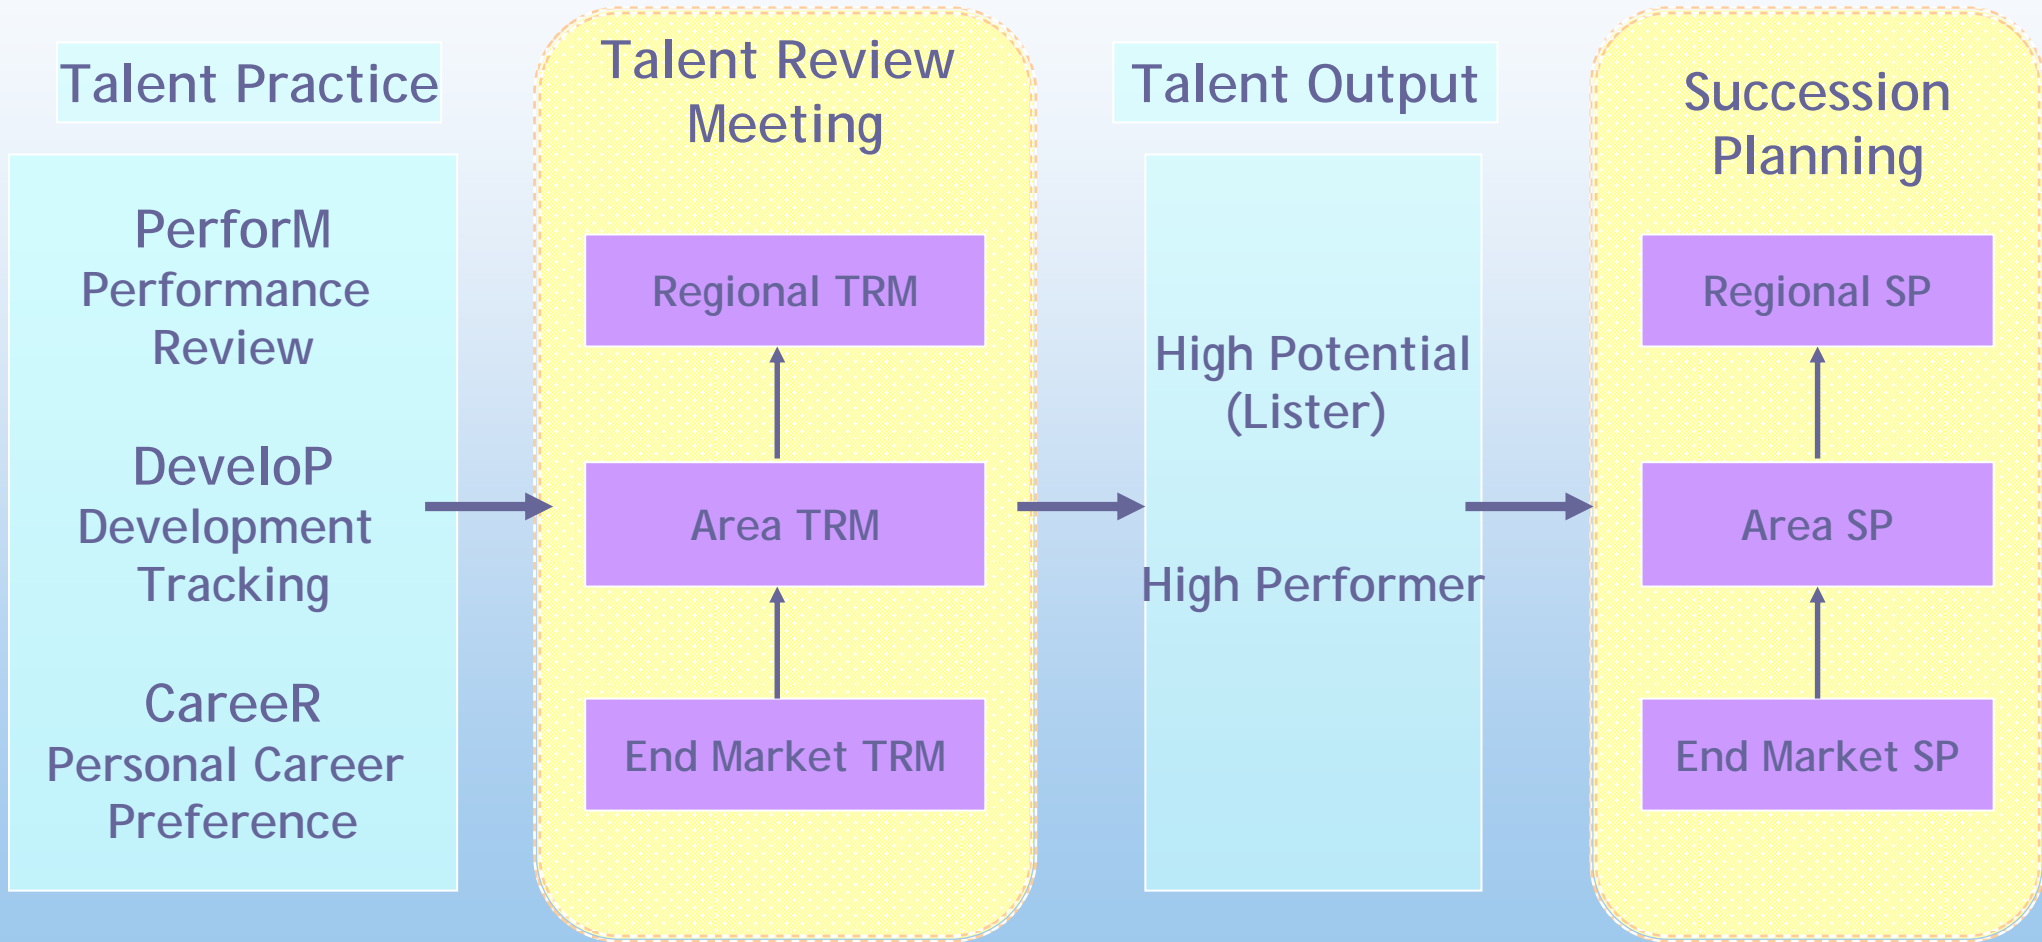 Talent Practice
PerforM
Performance
Review
DeveloP
Development
Tracking
CareeR
Personal Career
Preference
Talent Review
Meeting
Regional TRM
Area TRM
End Market TRM
Talent Output
High Potential
(Lister)
High Performer
Succession
Planning
Regional SP
Area SP
End Market SP